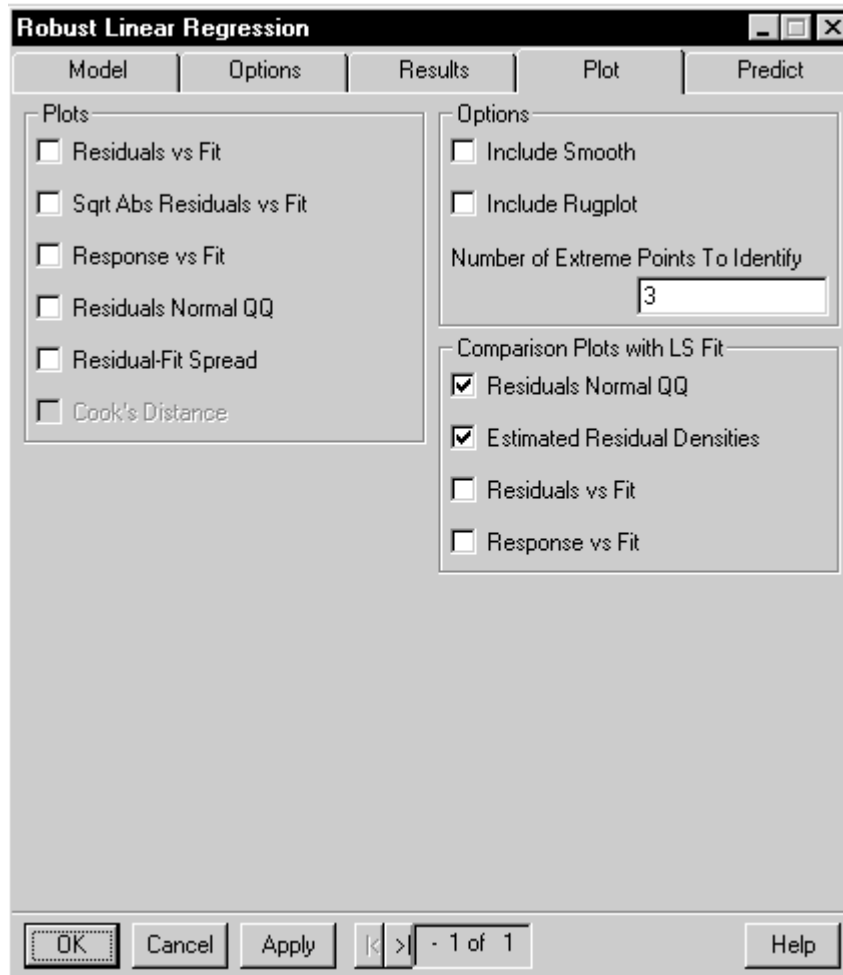 Robust Linear Regression
Model Options Results Plot Predict
Plots
Residuals vs Fit
Sqrt Abs Residuals vs Fit
Response vs Fit
Residuals Normal QQ
Residual-Fit Spread
Cook's Distance
Options
Include Smooth
Include Rugplot
Number of Extreme Points To Identify
3
Comparison Plots with LS Fit
Residuals Normal QQ
Estimated Residual Densities
Residuals vs Fit
Response vs Fit
OK Cancel Apply |< >| - 1 of 1 Help